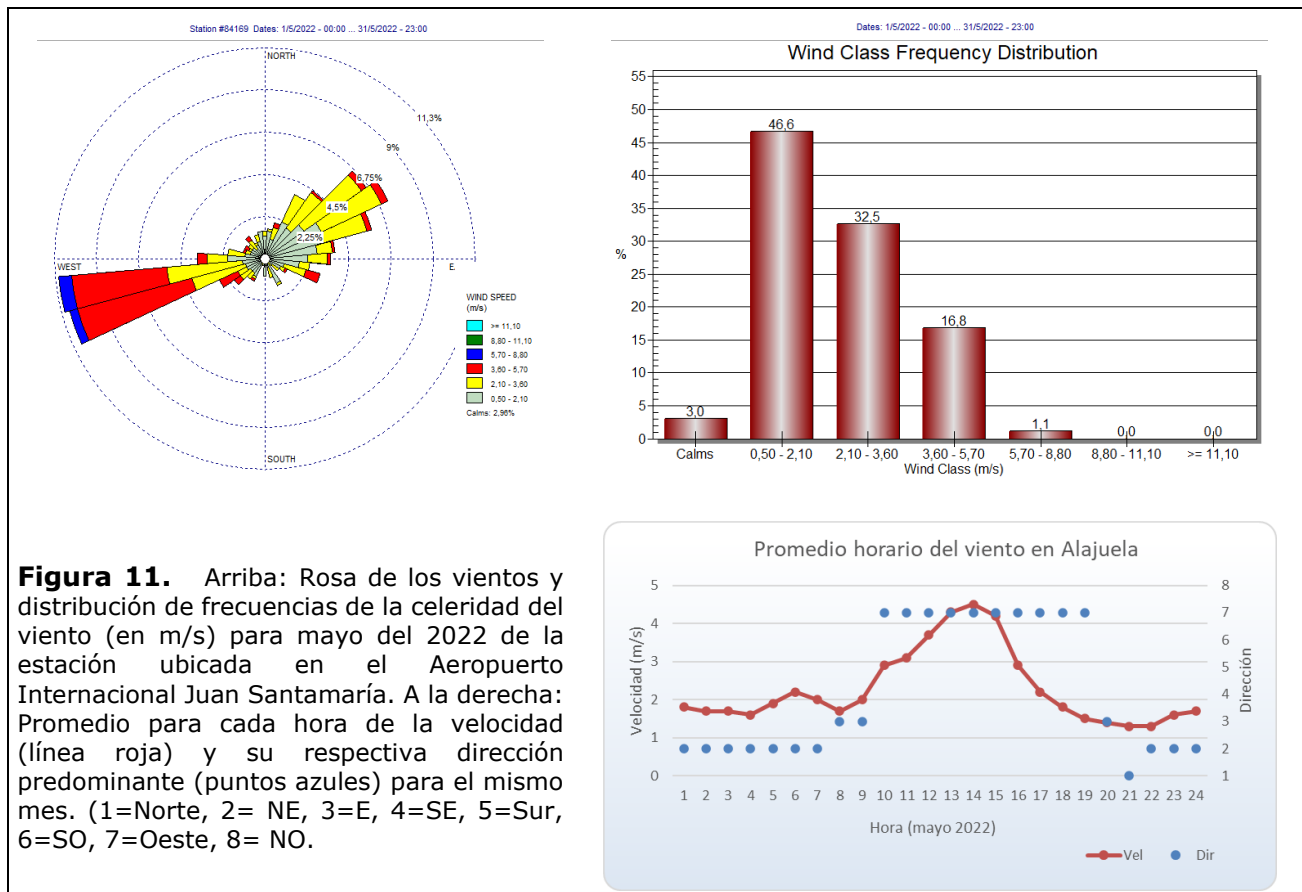 Station #84169 Dates: 1/5/2022 - 00:00 ... 31/5/2022 - 23:00
NORTH
11,3%
9%
6,75%
4,5%
2,25%
WEST
E.
SOUTH
WIND SPEED
(m/s)
>= 11,10
8,80 - 11,10
5,70 - 8,80
3,60 - 5,70
2,10 - 3,60
0,50 - 2,10
Calms: 2,96%
Dates: 1/5/2022 - 00:00 ... 31/5/2022 - 23:00
Wind Class Frequency Distribution
55
50
45
40
35
30
25
20
15
10
5
0
%
3,0
46,6
32,5
16,8
1,1
0,0
0,0
Calms 0,50 - 2,10 2,10 - 3,60 3,60 - 5,70 5,70 - 8,80 8,80 - 11,10 >= 11,10
Wind Class (m/s)
Figura 11. Arriba: Rosa de los vientos y
distribución de frecuencias de la celeridad del
viento (en m/s) para mayo del 2022 de la
estación ubicada en el Aeropuerto
Internacional Juan Santamaría. A la derecha:
Promedio para cada hora de la velocidad
(línea roja) y su respectiva dirección
predominante (puntos azules) para el mismo
mes. (1=Norte, 2= NE, 3=E, 4=SE, 5=Sur,
6=SO, 7=Oeste, 8= NO.
Promedio horario del viento en Alajuela
5
4
3
2
1
0
Velocidad (m/s)
8
7
6
5
4
3
2
1
Dirección
1 2 3 4 5 6 7 8 9 10 11 12 13 14 15 16 17 18 19 20 21 22 23 24
Hora (mayo 2022)
Vel Dir